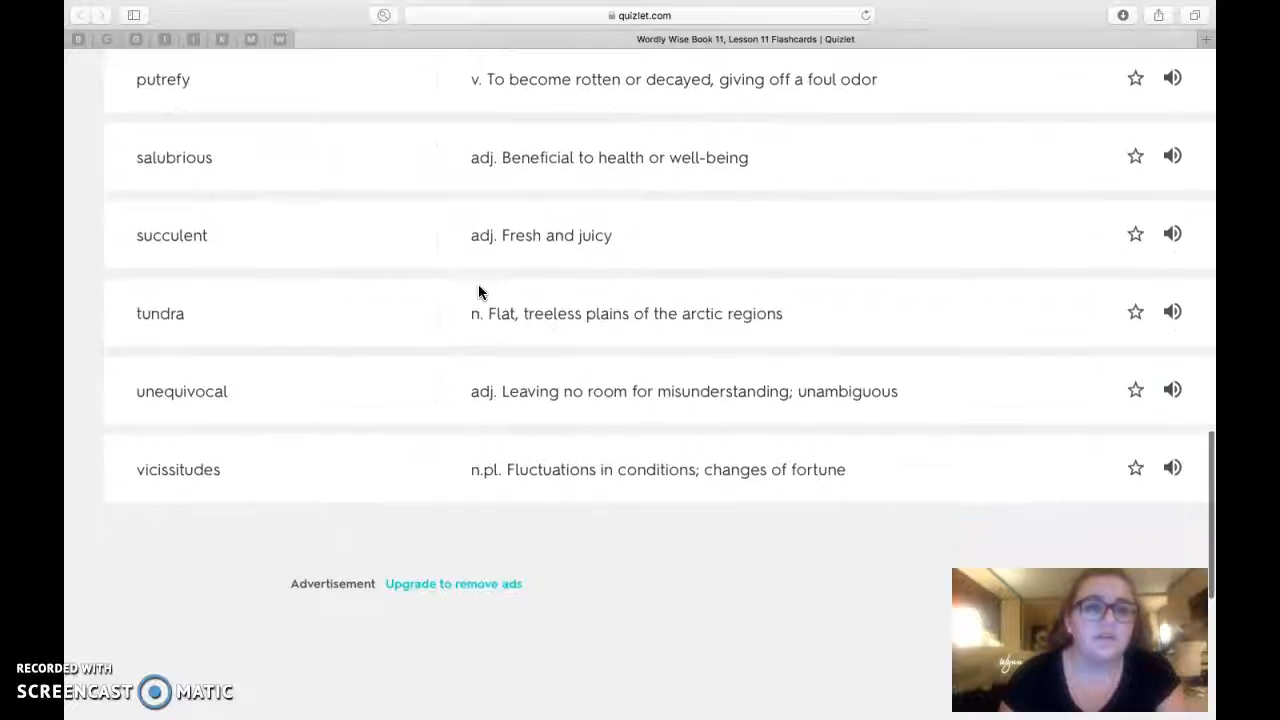 quizlet.com
B G G I I K M W Wordly Wise Book 11, Lesson 11 Flashcards | Quizlet
putrefy v. To become rotten or decayed, giving off a foul odor
salubrious adj. Beneficial to health or well-being
succulent adj. Fresh and juicy
tundra n. Flat, treeless plains of the arctic regions
unequivocal adj. Leaving no room for misunderstanding; unambiguous
vicissitudes n.pl. Fluctuations in conditions; changes of fortune
Advertisement Upgrade to remove ads
Wynn
RECORDED WITH
SCREENCAST MATIC